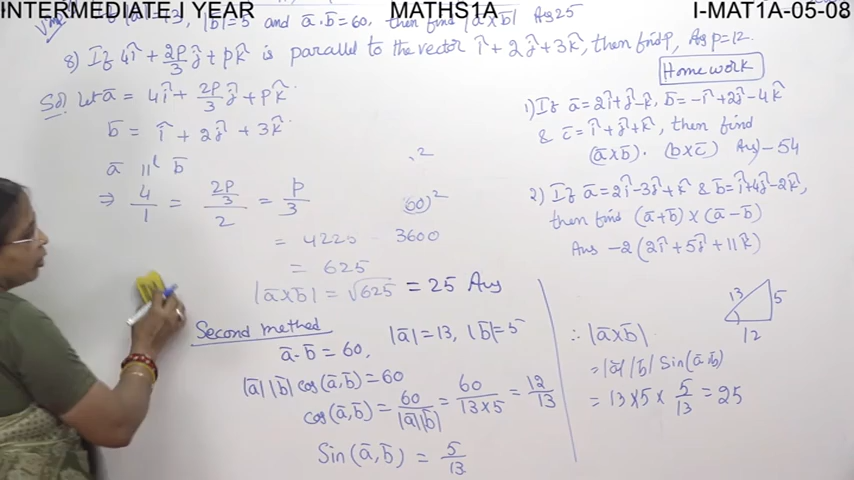 INTERMEDIATE I YEAR MATHS1A I-MAT1A-05-08
|a̅|=13, |b̅|=5 and a̅·b̅=60, then find |a̅×b̅| Ans 25
8) If 4î + 2P/3 ĵ + pk̂ is parallel to the vector î + 2ĵ + 3k̂, then find p, Ans p=12.
Sol) Let a̅ = 4î + 2P/3 ĵ + pk̂
b̅ = î + 2ĵ + 3k̂
a̅ ||l b̅
⇒ 4/1 = (2P/3)/2 = P/3
2
60)²
= 4225 3600
= 625
|a̅×b̅| = √625 = 25 Ans
Second method
a̅·b̅ = 60, |a̅| = 13, |b̅| = 5
|a̅| |b̅| cos(a̅,b̅) = 60
cos(a̅,b̅) = 60/|a̅||b̅| = 60/13×5 = 12/13
Sin(a̅,b̅) = 5/13
Homework
1) If a̅ = 2î+ĵ-k̂, b̅ = -î+2ĵ-4k̂
& c̅ = î+ĵ+k̂, then find
(a̅×b̅)·(b×c̅) Ans) -54
2) If a̅ = 2î-3ĵ+k̂ & b̅ = î+4ĵ-2k̂,
then find (a̅+b̅)×(a̅-b̅)
Ans -2(2î+5ĵ+11k̂)
13 5
12
∴ |a̅×b̅|
= |a̅| |b̅| Sin(a̅,b̅)
= 13×5× 5/13 = 25